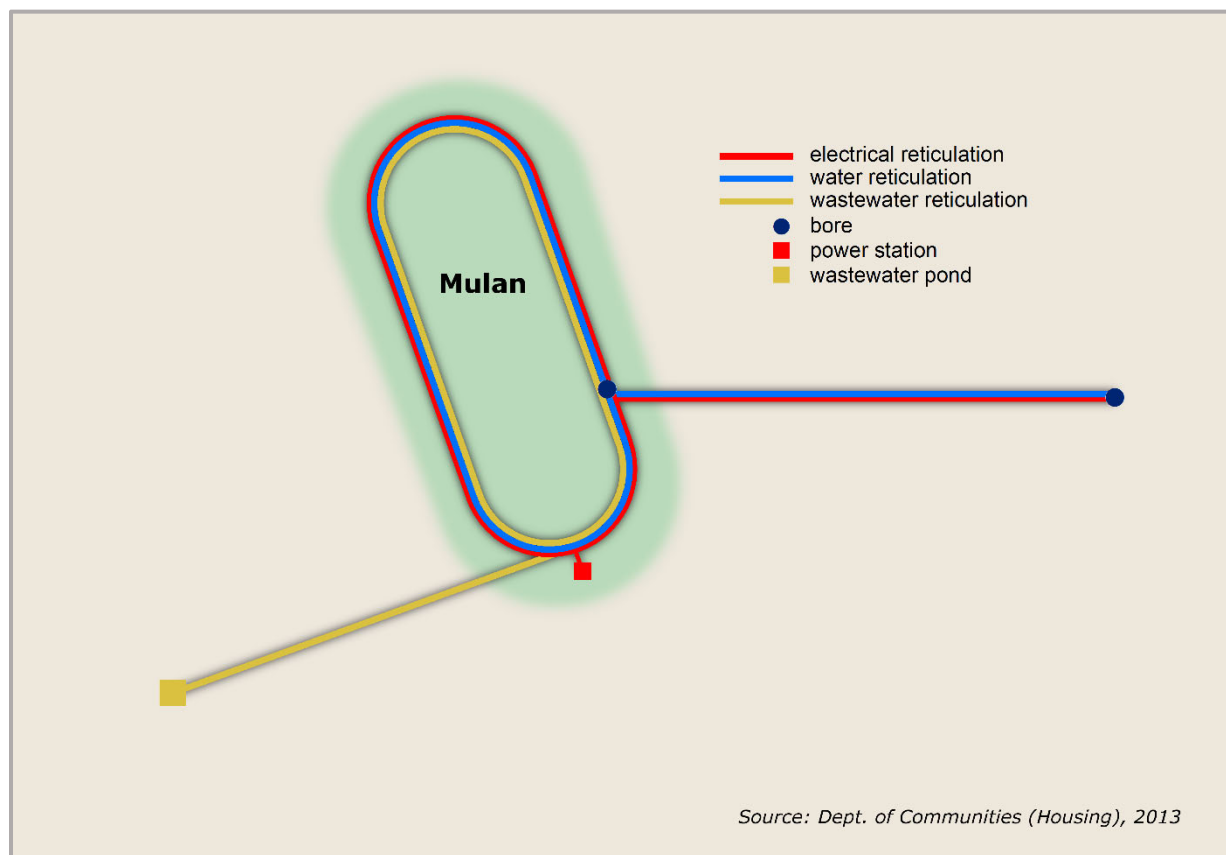 electrical reticulation
water reticulation
wastewater reticulation
bore
power station
wastewater pond
Mulan
Source: Dept. of Communities (Housing), 2013